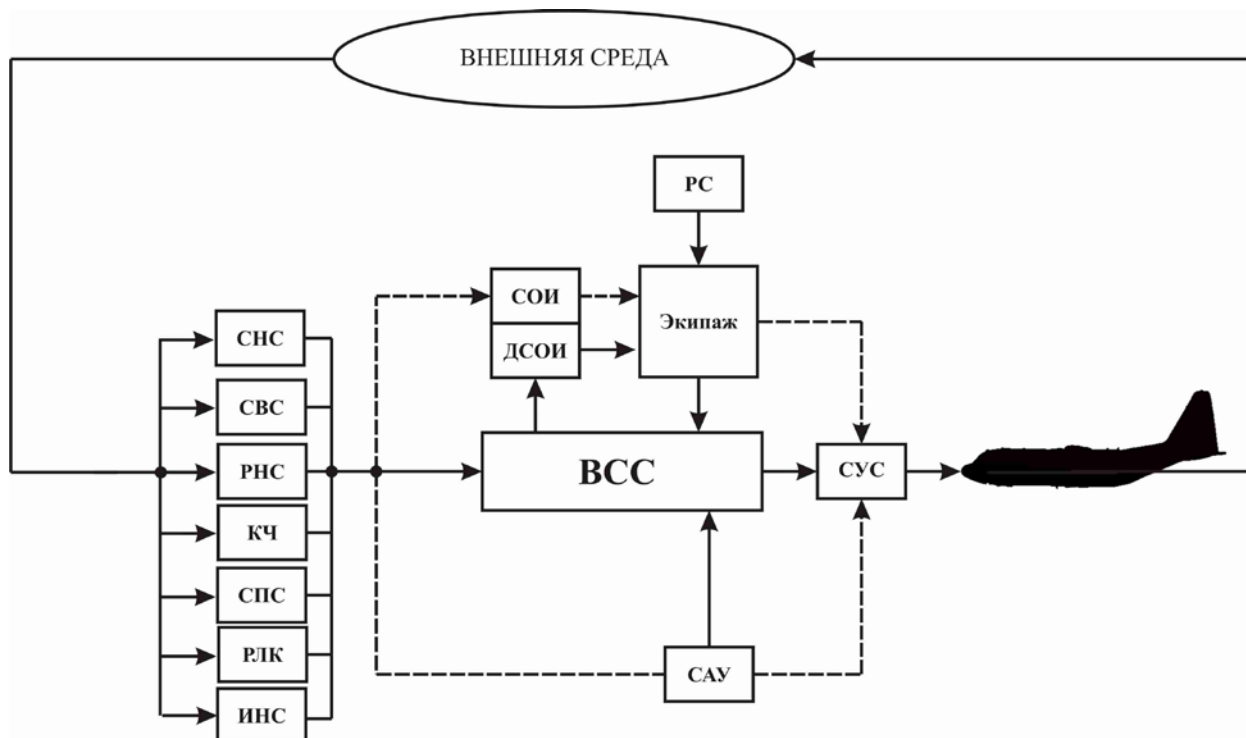 ВНЕШНЯЯ СРЕДА
РС
СОИ
Экипаж
ДСОИ
СНС
СВС
РНС
КЧ
СПС
РЛК
ИНС
ВСС
СУС
САУ